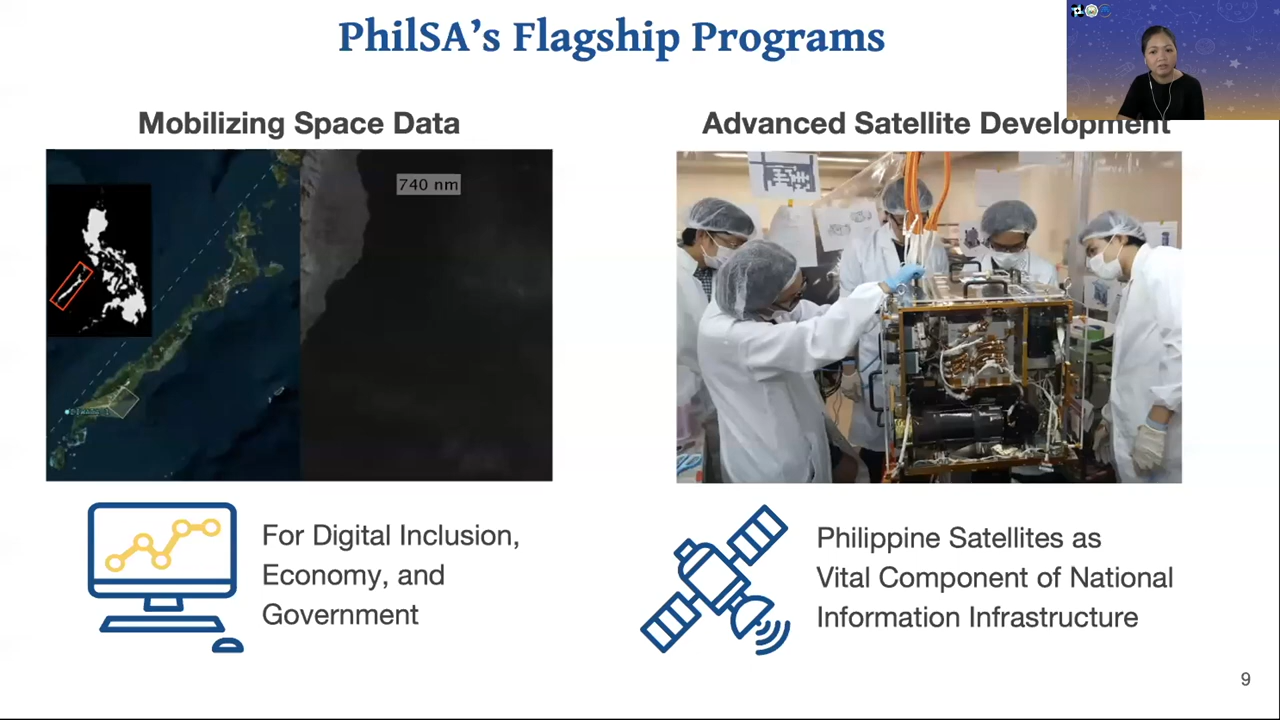 PhilSA's Flagship Programs
Mobilizing Space Data
740 nm
For Digital Inclusion,
Economy, and
Government
Advanced Satellite Development
Philippine Satellites as
Vital Component of National
Information Infrastructure
9